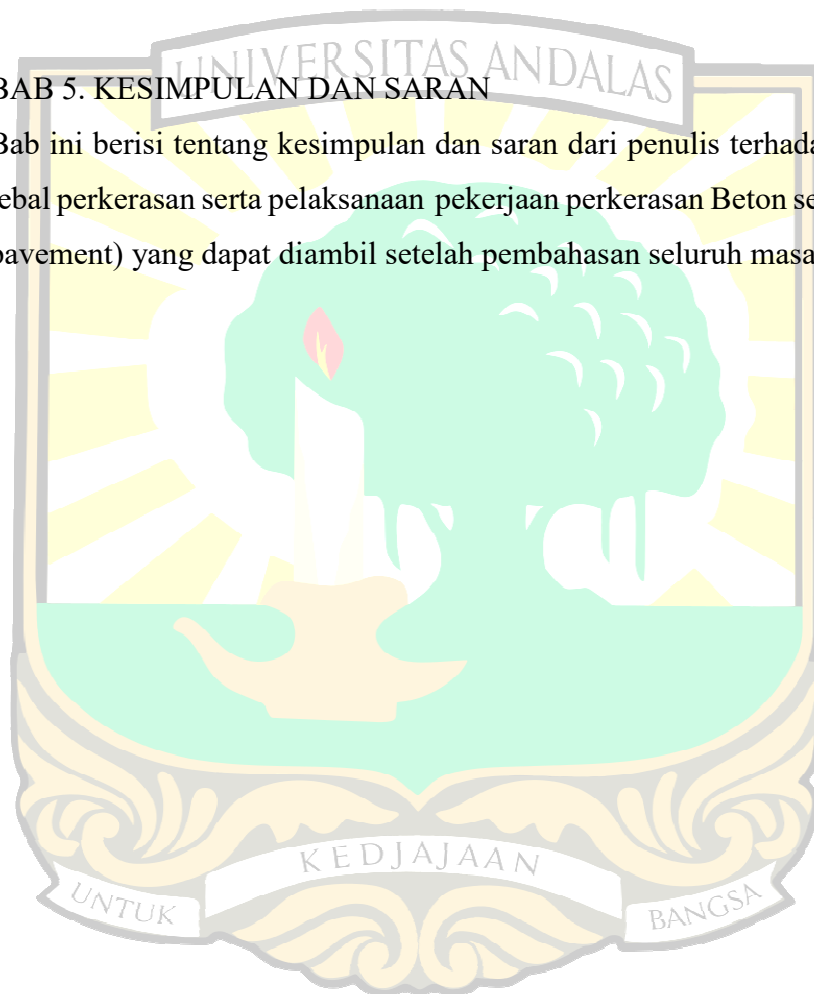 UNIVERSITAS ANDALAS
BAB 5. KESIMPULAN DAN SARAN
Bab ini berisi tentang kesimpulan dan saran dari penulis terhada
ebal perkerasan serta pelaksanaan pekerjaan perkerasan Beton se
pavement) yang dapat diambil setelah pembahasan seluruh masa
KEDJAJAAN
UNTUK
BANGSA